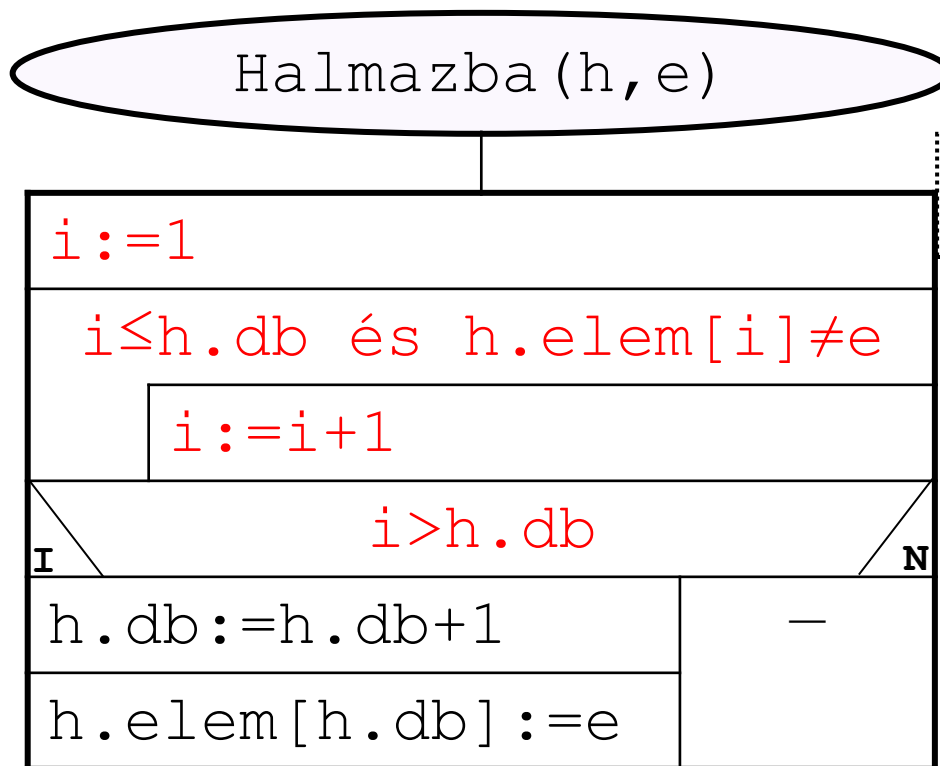 Halmazba(h,e)
i:=1
i≤h.db és h.elem[i]≠e
i:=i+1
i>h.db
I
N
h.db:=h.db+1
–
h.elem[h.db]:=e